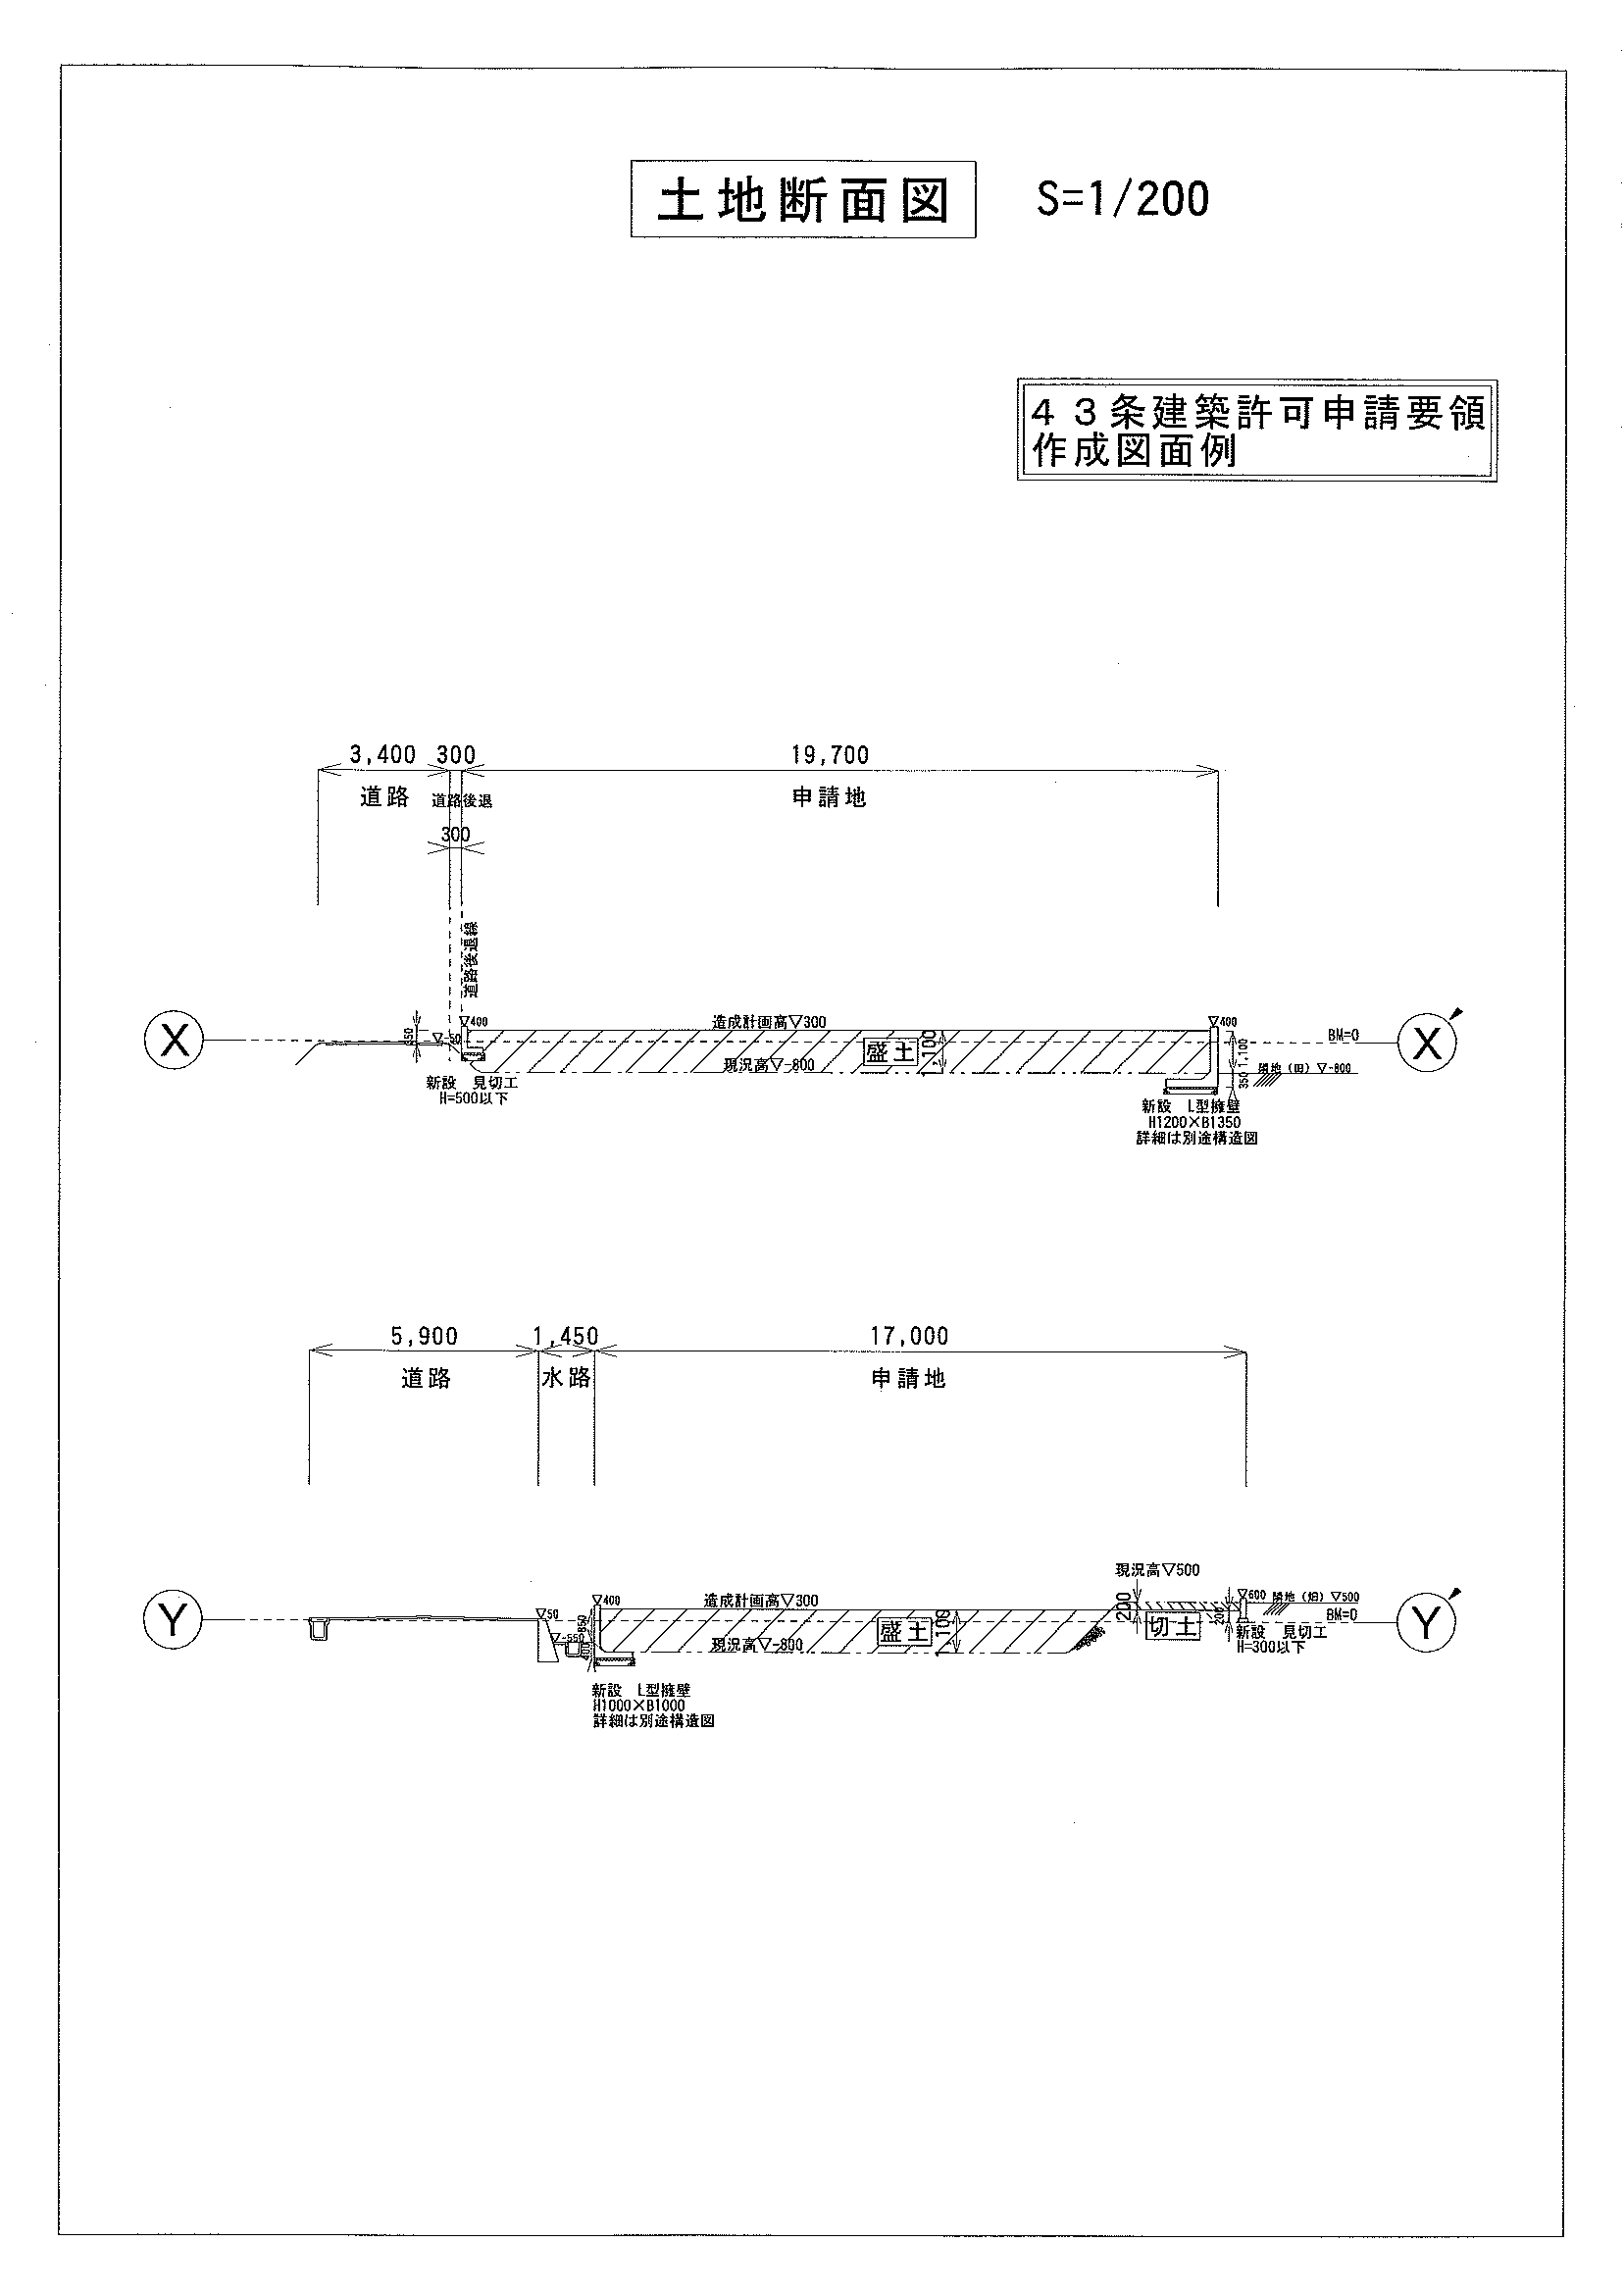 土地断面図 S=1/200
43条建築許可申請要領
作成図面例
3,400 300 19,700
道路 道路後退 申請地
300
道路後退線
X
350
▽-50
▽400
造成計画高▽300
現況高▽-800
盛土
1,100
▽400
1,100
350
BM=0
隣地(田) ▽-800
X'
新設 見切工
H=500以下
新設 L型擁壁
H1200×B1350
詳細は別途構造図
5,900 1,450 17,000
道路 水路 申請地
Y
▽50
▽-550
▽400
850
造成計画高▽300
現況高▽-800
盛土
1,100
現況高▽500
200
切土
200
▽600
隣地(畑) ▽500
BM=0
Y'
新設 見切工
H=300以下
新設 L型擁壁
H1000×B1000
詳細は別途構造図